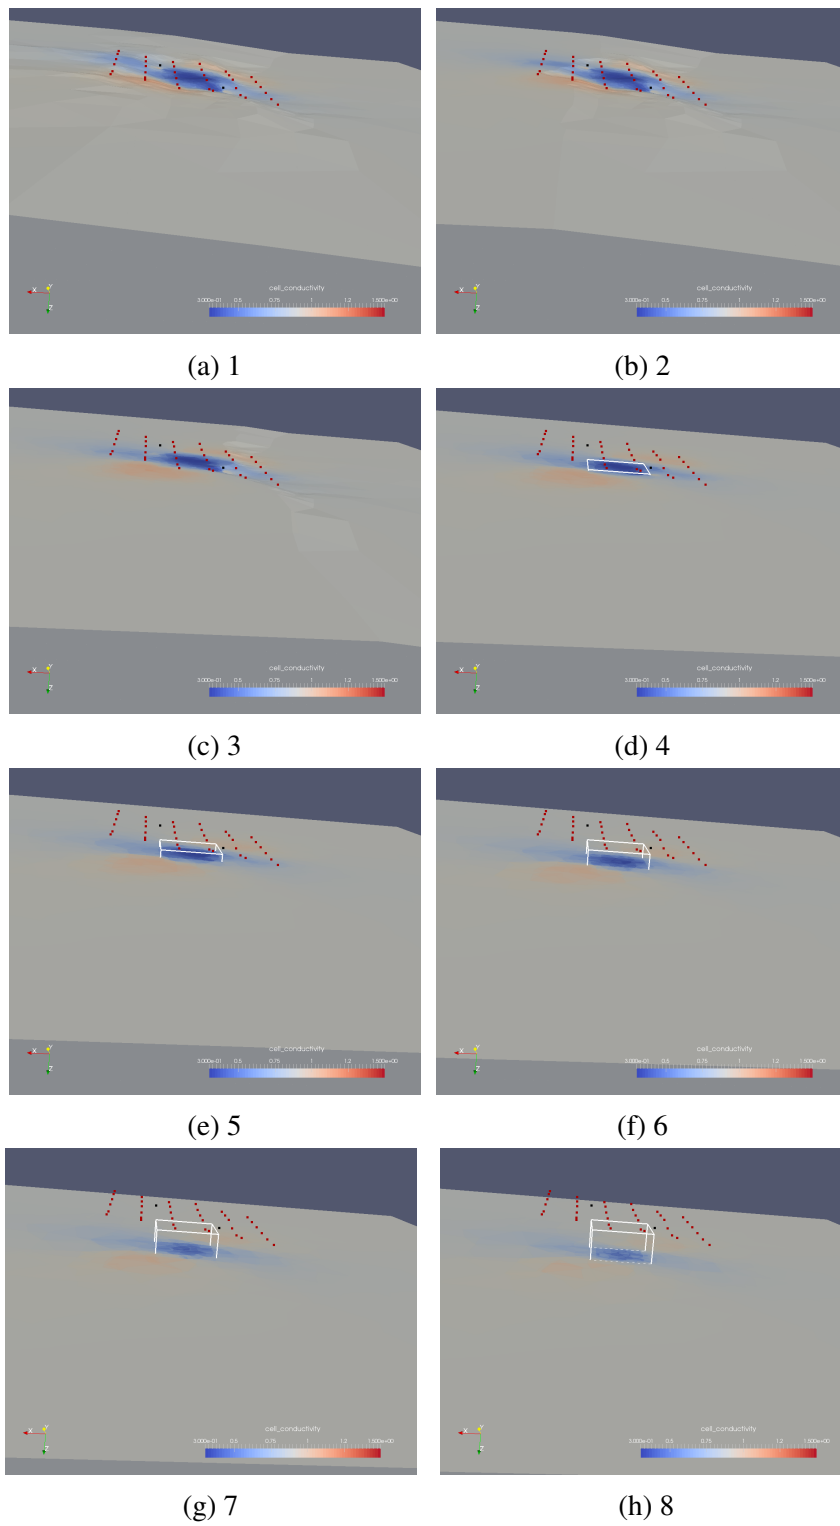 cell_conductivity
3.000e-01 0.5 0.75 1 1.2 1.500e+00
X Y Z
(a) 1
cell_conductivity
3.000e-01 0.5 0.75 1 1.2 1.500e+00
X Y Z
(b) 2
cell_conductivity
3.000e-01 0.5 0.75 1 1.2 1.500e+00
X Y Z
(c) 3
cell_conductivity
3.000e-01 0.5 0.75 1 1.2 1.500e+00
X Y Z
(d) 4
cell_conductivity
3.000e-01 0.5 0.75 1 1.2 1.500e+00
X Y Z
(e) 5
cell_conductivity
3.000e-01 0.5 0.75 1 1.2 1.500e+00
X Y Z
(f) 6
cell_conductivity
3.000e-01 0.5 0.75 1 1.2 1.500e+00
X Y Z
(g) 7
cell_conductivity
3.000e-01 0.5 0.75 1 1.2 1.500e+00
X Y Z
(h) 8